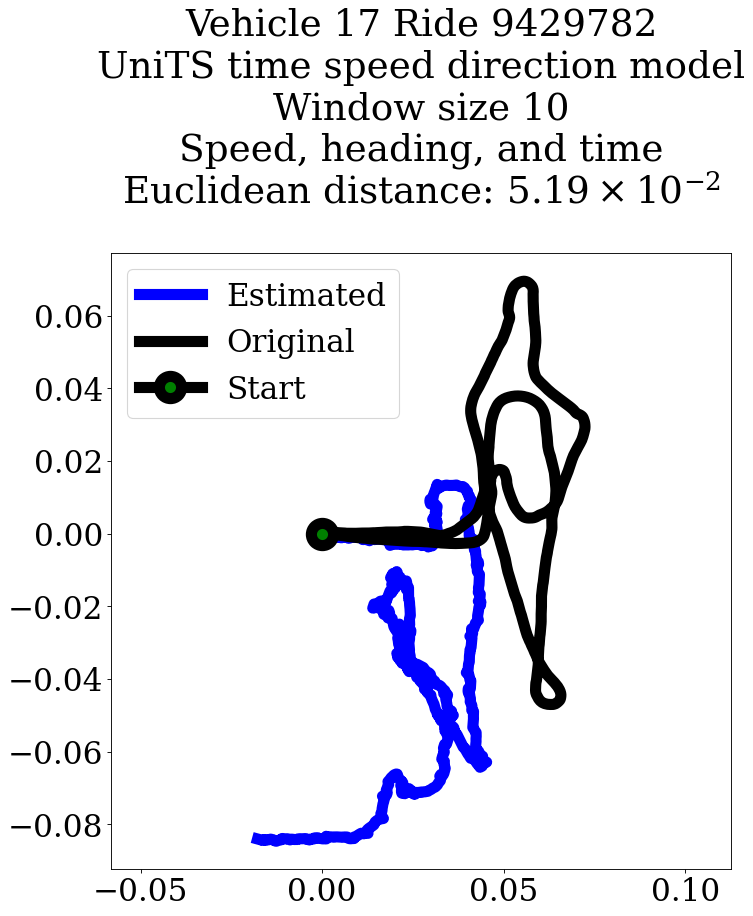 Vehicle 17 Ride 9429782
UniTS time speed direction model
Window size 10
Speed, heading, and time
Euclidean distance: 5.19 × 10⁻²
Estimated
Original
Start
0.06
0.04
0.02
0.00
−0.02
−0.04
−0.06
−0.08
−0.05 0.00 0.05 0.10